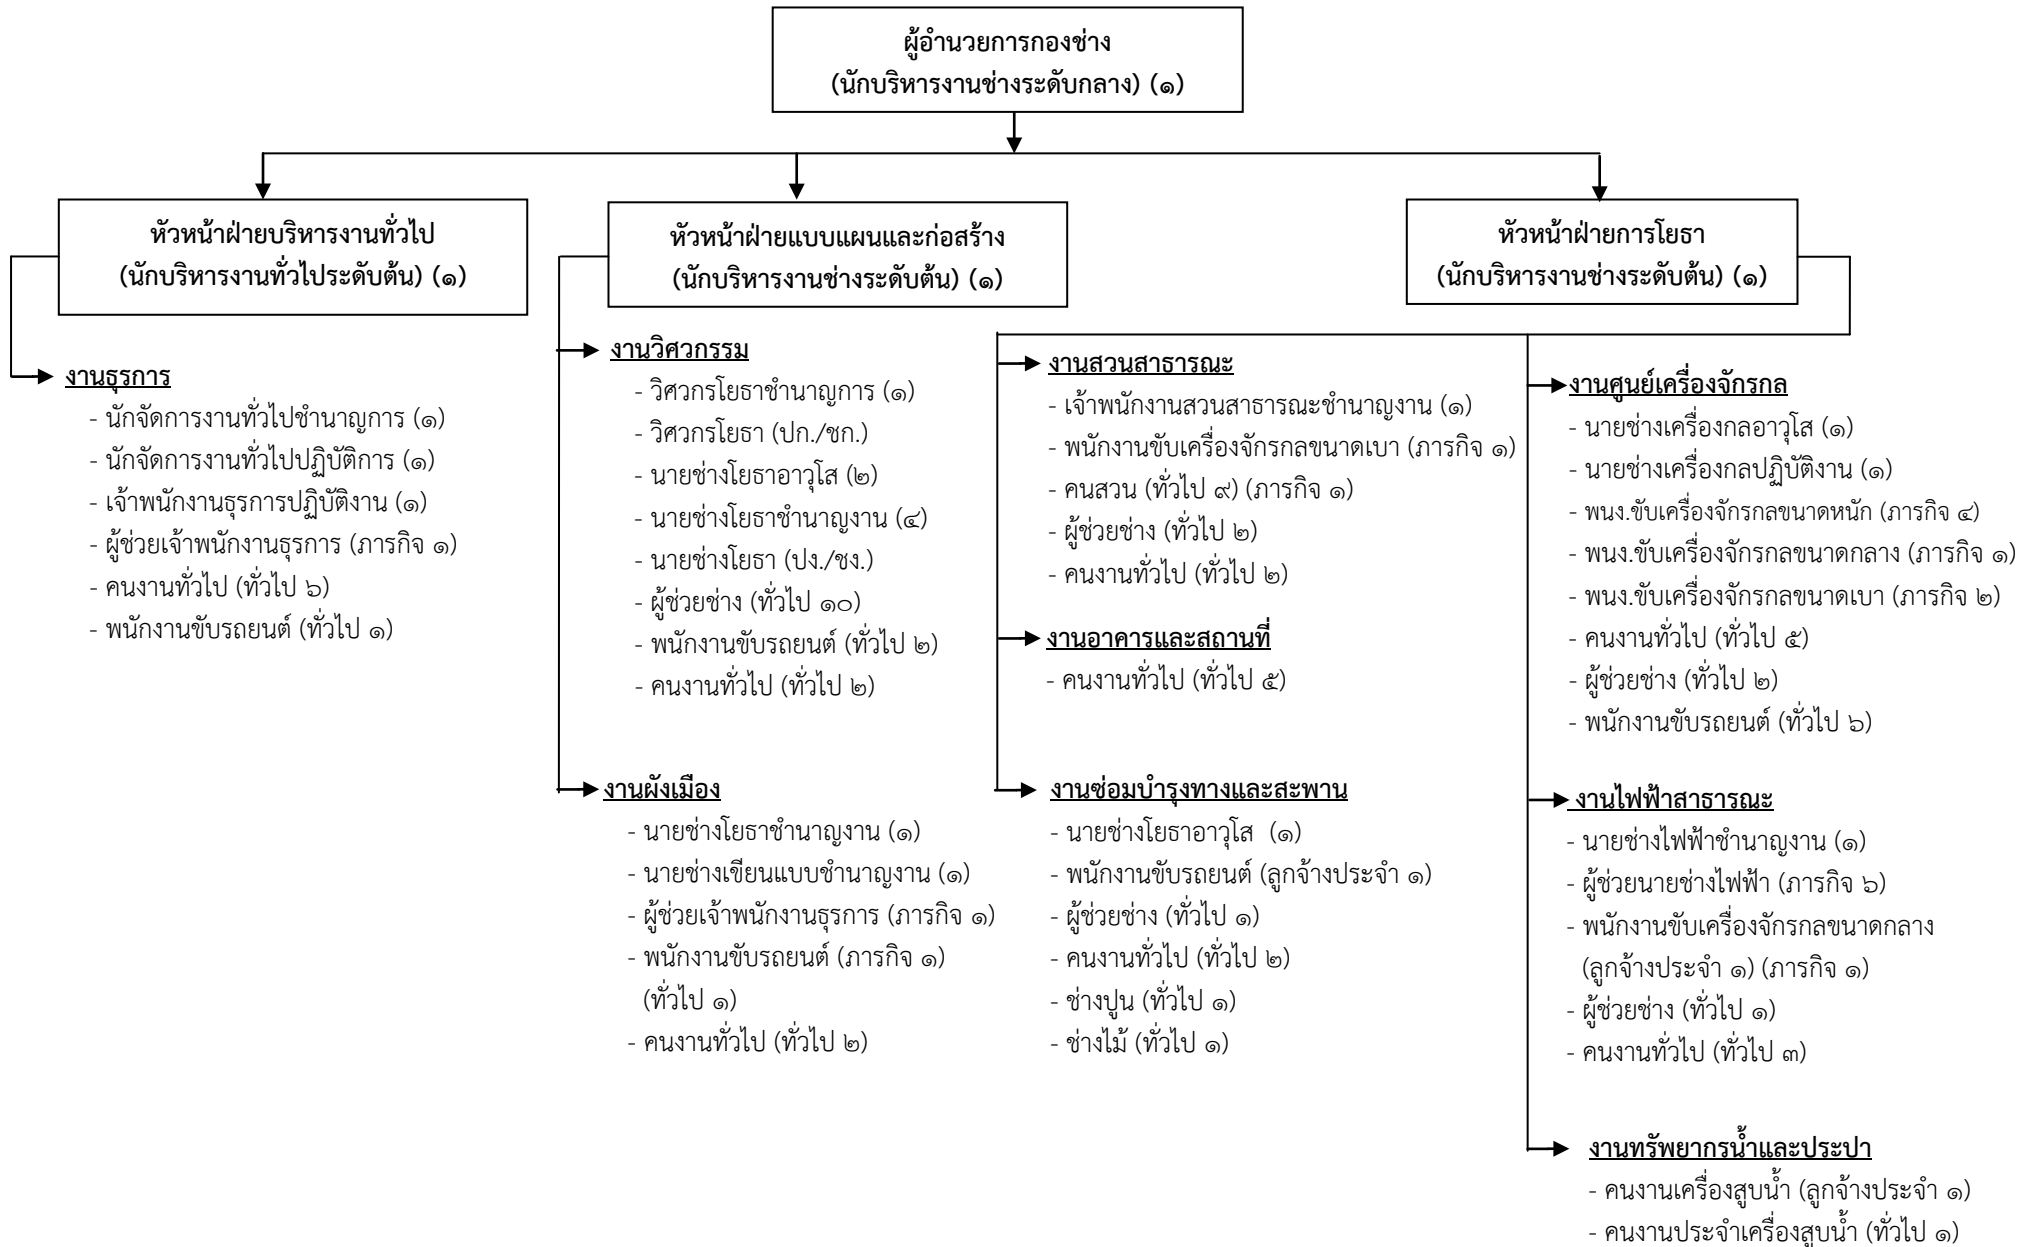 ผู้อำนวยการกองช่าง
(นักบริหารงานช่างระดับกลาง) (๑)
หัวหน้าฝ่ายบริหารงานทั่วไป
(นักบริหารงานทั่วไประดับต้น) (๑)
หัวหน้าฝ่ายแบบแผนและก่อสร้าง
(นักบริหารงานช่างระดับต้น) (๑)
หัวหน้าฝ่ายการโยธา
(นักบริหารงานช่างระดับต้น) (๑)
งานธุรการ
- นักจัดการงานทั่วไปชำนาญการ (๑)
- นักจัดการงานทั่วไปปฏิบัติการ (๑)
- เจ้าพนักงานธุรการปฏิบัติงาน (๑)
- ผู้ช่วยเจ้าพนักงานธุรการ (ภารกิจ ๑)
- คนงานทั่วไป (ทั่วไป ๖)
- พนักงานขับรถยนต์ (ทั่วไป ๑)
งานวิศวกรรม
- วิศวกรโยธาชำนาญการ (๑)
- วิศวกรโยธา (ปก./ชก.)
- นายช่างโยธาอาวุโส (๒)
- นายช่างโยธาชำนาญงาน (๔)
- นายช่างโยธา (ปง./ชง.)
- ผู้ช่วยช่าง (ทั่วไป ๑๐)
- พนักงานขับรถยนต์ (ทั่วไป ๒)
- คนงานทั่วไป (ทั่วไป ๒)
งานผังเมือง
- นายช่างโยธาชำนาญงาน (๑)
- นายช่างเขียนแบบชำนาญงาน (๑)
- ผู้ช่วยเจ้าพนักงานธุรการ (ภารกิจ ๑)
- พนักงานขับรถยนต์ (ภารกิจ ๑)
(ทั่วไป ๑)
- คนงานทั่วไป (ทั่วไป ๒)
งานสวนสาธารณะ
- เจ้าพนักงานสวนสาธารณะชำนาญงาน (๑)
- พนักงานขับเครื่องจักรกลขนาดเบา (ภารกิจ ๑)
- คนสวน (ทั่วไป ๙) (ภารกิจ ๑)
- ผู้ช่วยช่าง (ทั่วไป ๒)
- คนงานทั่วไป (ทั่วไป ๒)
งานอาคารและสถานที่
- คนงานทั่วไป (ทั่วไป ๕)
งานซ่อมบำรุงทางและสะพาน
- นายช่างโยธาอาวุโส (๑)
- พนักงานขับรถยนต์ (ลูกจ้างประจำ ๑)
- ผู้ช่วยช่าง (ทั่วไป ๑)
- คนงานทั่วไป (ทั่วไป ๒)
- ช่างปูน (ทั่วไป ๑)
- ช่างไม้ (ทั่วไป ๑)
งานศูนย์เครื่องจักรกล
- นายช่างเครื่องกลอาวุโส (๑)
- นายช่างเครื่องกลปฏิบัติงาน (๑)
- พนง.ขับเครื่องจักรกลขนาดหนัก (ภารกิจ ๔)
- พนง.ขับเครื่องจักรกลขนาดกลาง (ภารกิจ ๑)
- พนง.ขับเครื่องจักรกลขนาดเบา (ภารกิจ ๒)
- คนงานทั่วไป (ทั่วไป ๕)
- ผู้ช่วยช่าง (ทั่วไป ๒)
- พนักงานขับรถยนต์ (ทั่วไป ๖)
งานไฟฟ้าสาธารณะ
- นายช่างไฟฟ้าชำนาญงาน (๑)
- ผู้ช่วยนายช่างไฟฟ้า (ภารกิจ ๖)
- พนักงานขับเครื่องจักรกลขนาดกลาง
(ลูกจ้างประจำ ๑) (ภารกิจ ๑)
- ผู้ช่วยช่าง (ทั่วไป ๑)
- คนงานทั่วไป (ทั่วไป ๓)
งานทรัพยากรน้ำและประปา
- คนงานเครื่องสูบน้ำ (ลูกจ้างประจำ ๑)
- คนงานประจำเครื่องสูบน้ำ (ทั่วไป ๑)